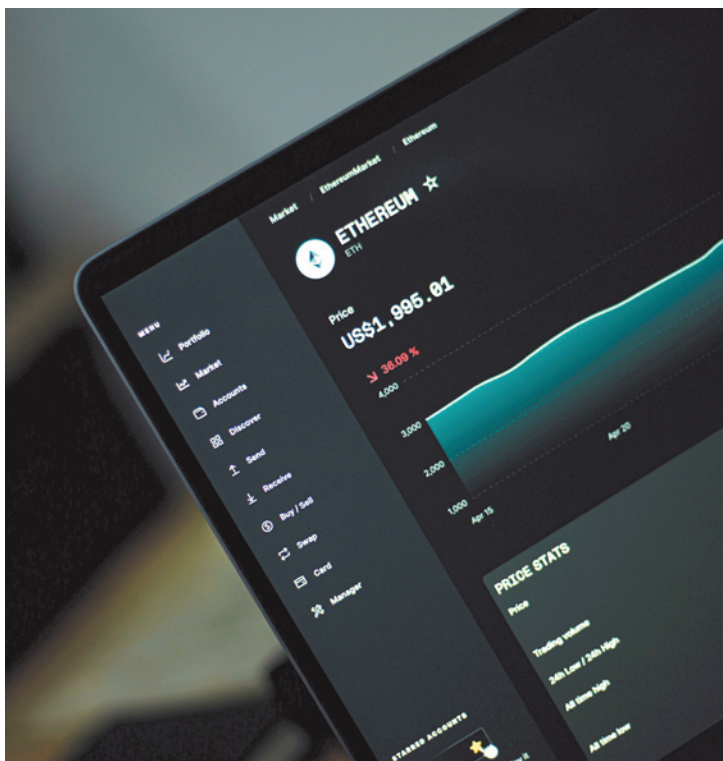 Market / EthereumMarket / Ethereum
ETHEREUM
ETH
Price
US$1,995.01
36.09 %
4,000
3,000
2,000
1,000
Apr 15
Apr 20
MENU
Portfolio
Market
Accounts
Discover
Send
Receive
Buy / Sell
Swap
Card
Manager
STARRED ACCOUNTS
PRICE STATS
Price
Trading volume
24h Low / 24h High
All time high
All time low